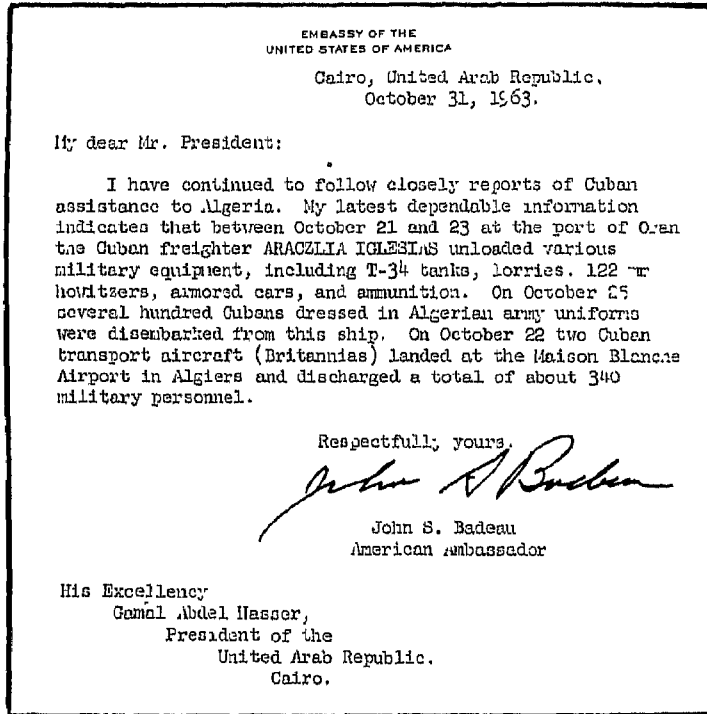 EMBASSY OF THE
UNITED STATES OF AMERICA
Cairo, United Arab Republic.
October 31, 1963.
My dear Mr. President:
I have continued to follow closely reports of Cuban
assistance to Algeria. My latest dependable information
indicates that between October 21 and 23 at the port of Oran
the Cuban freighter ARACZLIA IGLESIAS unloaded various
military equipment, including T-34 tanks, lorries, 122 mm
howitzers, armored cars, and ammunition. On October 25
several hundred Cubans dressed in Algerian army uniforms
were disembarked from this ship. On October 22 two Cuban
transport aircraft (Britannias) landed at the Maison Blanche
Airport in Algiers and discharged a total of about 340
military personnel.
Respectfully yours,
John S Badeau
John S. Badeau
American Ambassador
His Excellency
Gamal Abdel Nasser,
President of the
United Arab Republic.
Cairo.